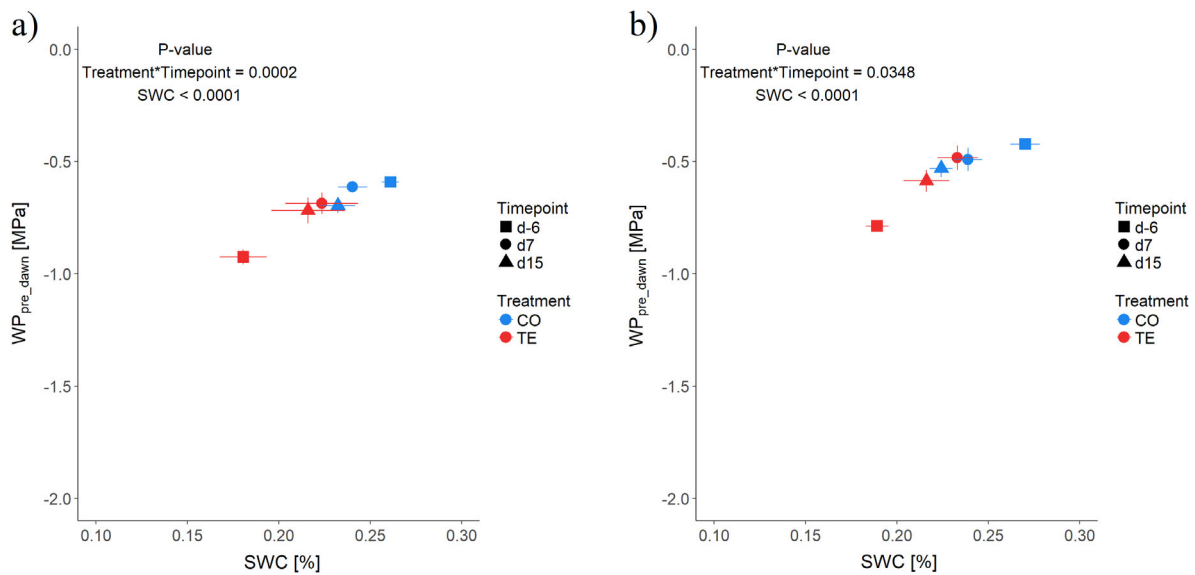 a)
P-value
Treatment*Timepoint = 0.0002
SWC < 0.0001
0.0
-0.5
-1.0
-1.5
-2.0
WPpre_dawn [MPa]
0.10
0.15
0.20
0.25
0.30
SWC [%]
Timepoint
d-6
d7
d15
Treatment
CO
TE
b)
P-value
Treatment*Timepoint = 0.0348
SWC < 0.0001
0.0
-0.5
-1.0
-1.5
-2.0
WPpre_dawn [MPa]
0.10
0.15
0.20
0.25
0.30
SWC [%]
Timepoint
d-6
d7
d15
Treatment
CO
TE